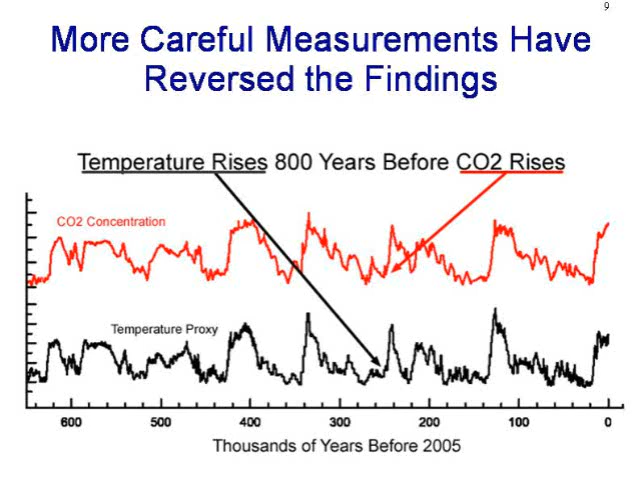 9
More Careful Measurements Have
Reversed the Findings
Temperature Rises 800 Years Before CO2 Rises
CO2 Concentration
Temperature Proxy
600 500 400 300 200 100 0
Thousands of Years Before 2005